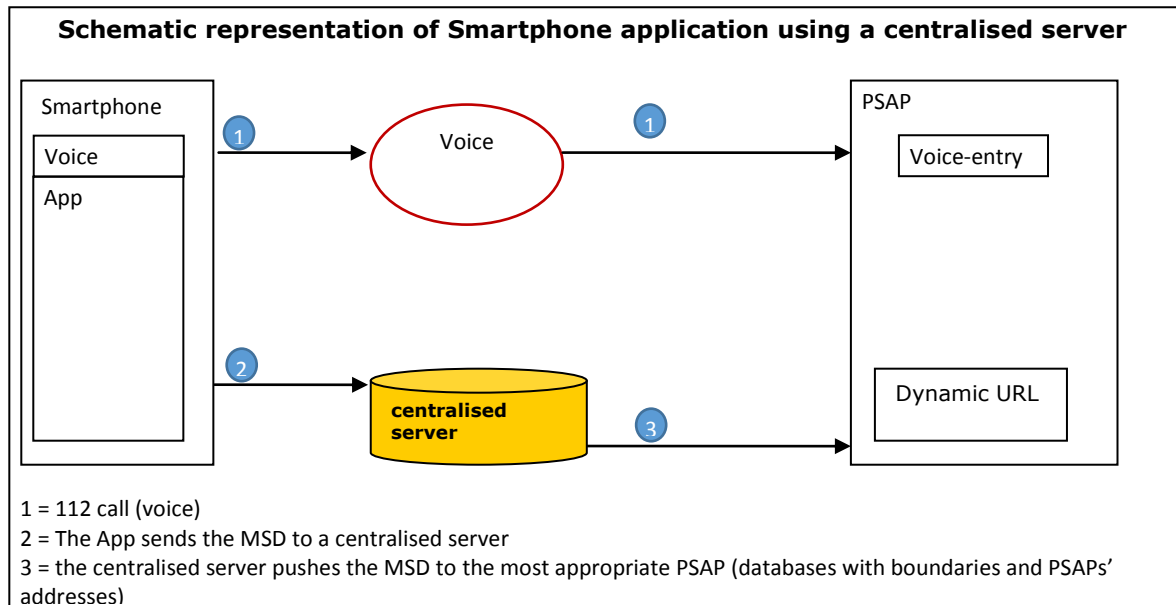 Schematic representation of Smartphone application using a centralised server
Smartphone
Voice
App
1
Voice
1
PSAP
Voice-entry
2
centralised
server
3
Dynamic URL
1 = 112 call (voice)
2 = The App sends the MSD to a centralised server
3 = the centralised server pushes the MSD to the most appropriate PSAP (databases with boundaries and PSAPs’
addresses)